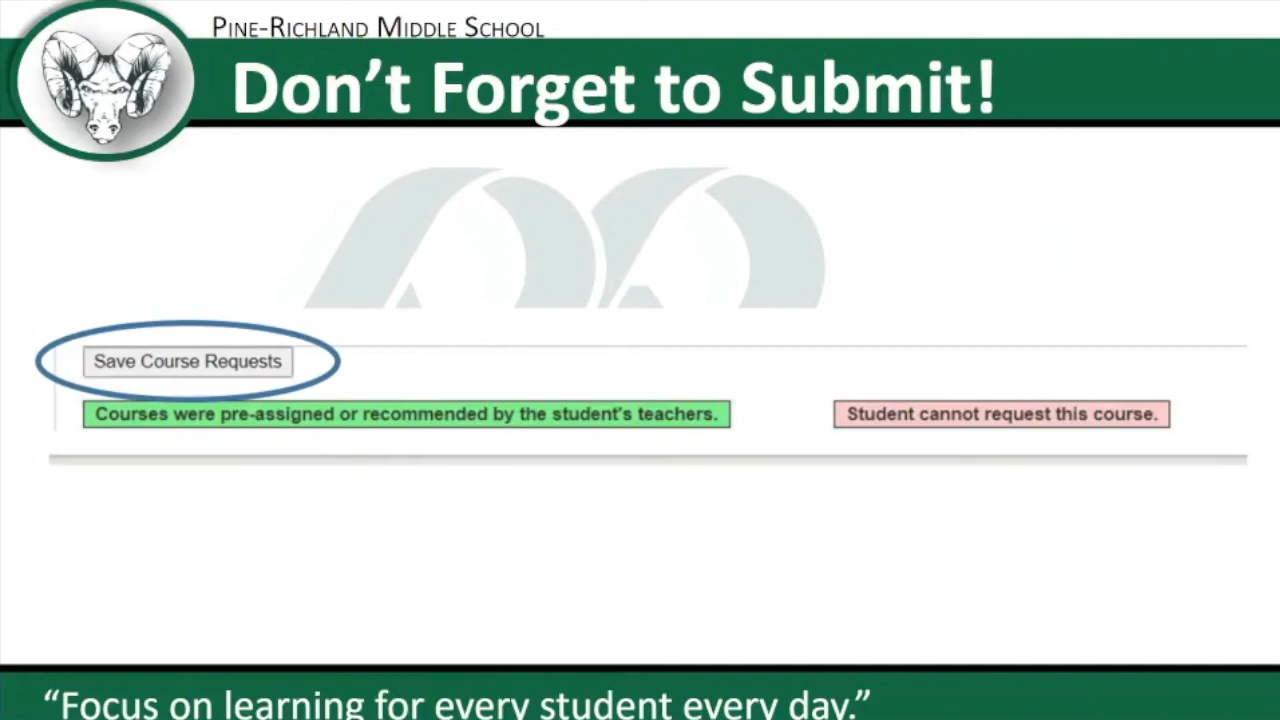 Pine-Richland Middle School
Don't Forget to Submit!
Save Course Requests
Courses were pre-assigned or recommended by the student's teachers.
Student cannot request this course.
“Focus on learning for every student every day.”